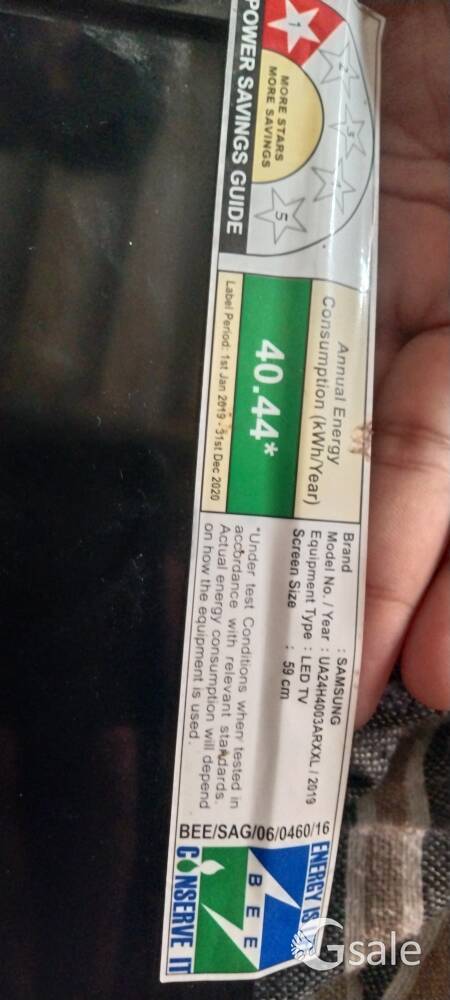 1
2
3
4
5
MORE STARS
MORE SAVINGS
POWER SAVINGS GUIDE
Annual Energy
Consumption (kWh/Year)
40.44*
Label Period: 1st Jan 2019 - 31st Dec 2020
Brand : SAMSUNG
Model No. / Year : UA24H4003ARXXL / 2019
Equipment Type : LED TV
Screen Size : 59 cm
*Under test Conditions when tested in
accordance with relevant standards.
Actual energy consumption will depend
on how the equipment is used.
BEE/SAG/06/0460/16
ENERGY IS
BEE
CONSERVE IT
Gsale